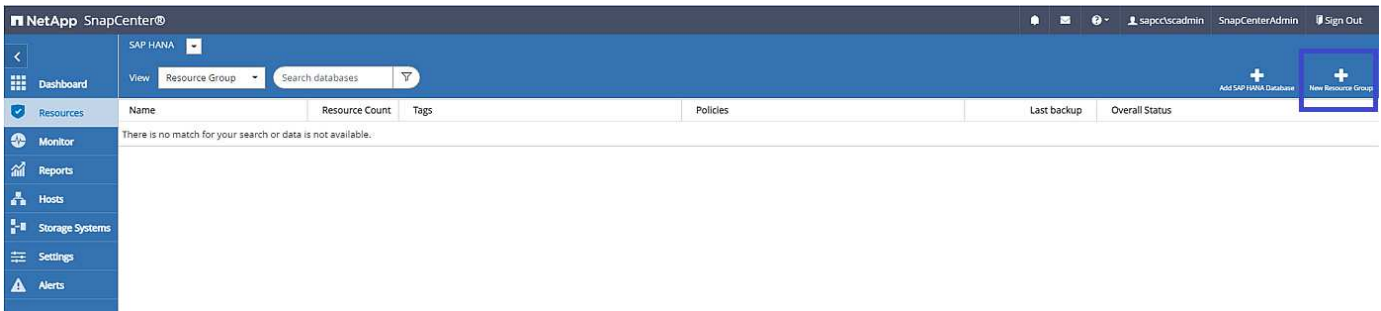 NetApp SnapCenter®
sapcc\scadmin SnapCenterAdmin Sign Out
SAP HANA
View Resource Group Search databases
Add SAP HANA Database New Resource Group
Dashboard
Resources
Monitor
Reports
Hosts
Storage Systems
Settings
Alerts
Name Resource Count Tags Policies Last backup Overall Status
There is no match for your search or data is not available.